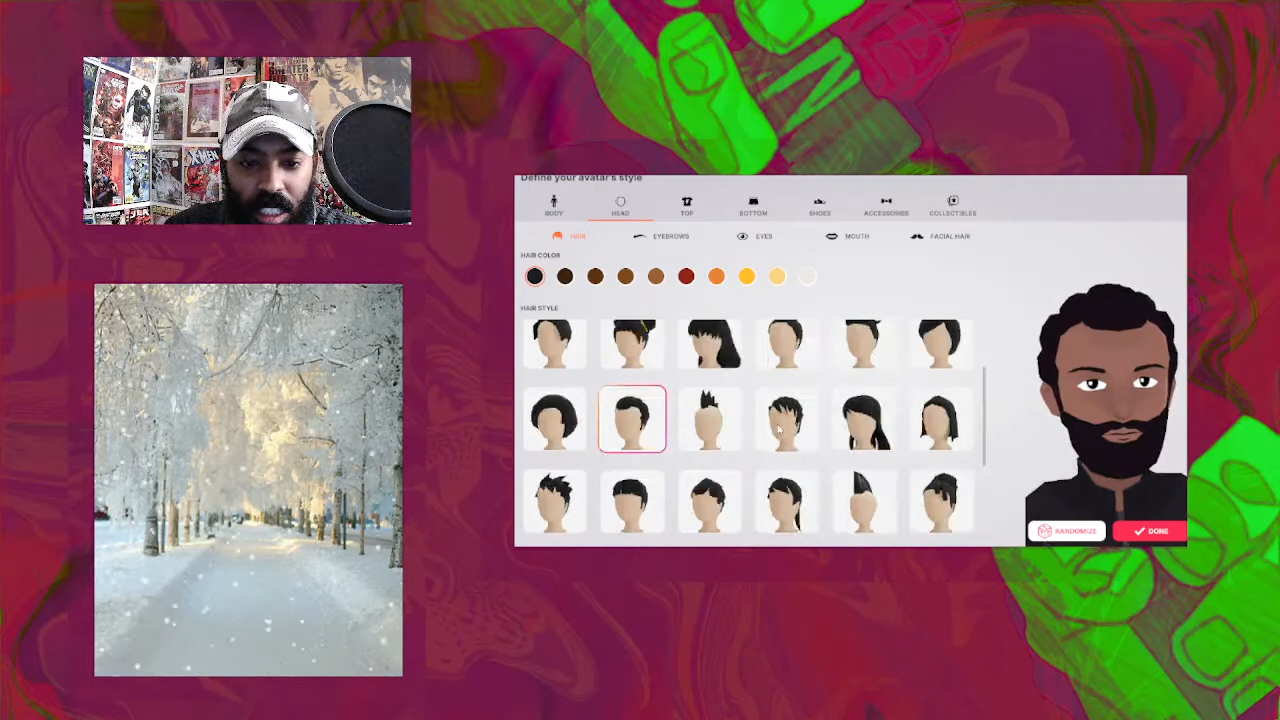 X-MEN
Define your avatar's style
BODY HEAD TOP BOTTOM SHOES ACCESSORIES COLLECTIBLES
HAIR EYEBROWS EYES MOUTH FACIAL HAIR
HAIR COLOR
HAIR STYLE
RANDOMIZE DONE